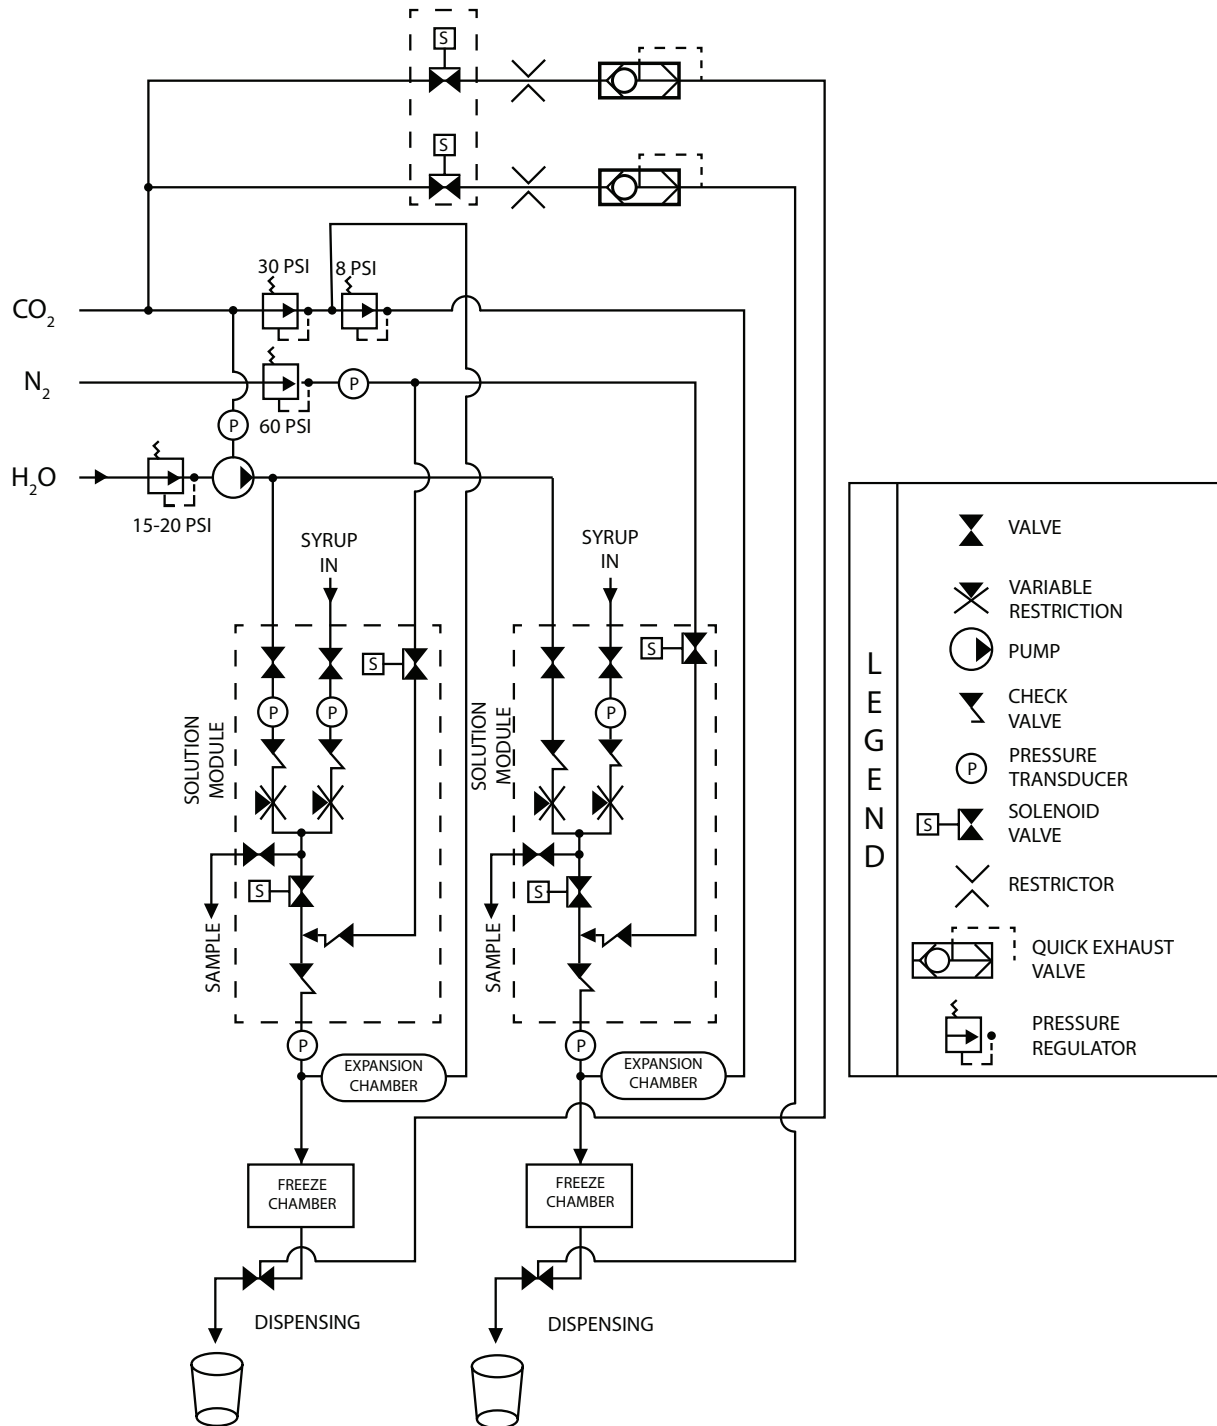 S
S
30 PSI
8 PSI
CO2
N2
P
60 PSI
P
H2O
15-20 PSI
SYRUP
IN
SYRUP
IN
S
S
P
P
P
SOLUTION
MODULE
SOLUTION
MODULE
S
S
SAMPLE
SAMPLE
P
P
EXPANSION
CHAMBER
EXPANSION
CHAMBER
FREEZE
CHAMBER
FREEZE
CHAMBER
DISPENSING
DISPENSING
LEGEND
VALVE
VARIABLE
RESTRICTION
PUMP
CHECK
VALVE
P
PRESSURE
TRANSDUCER
S
SOLENOID
VALVE
RESTRICTOR
QUICK EXHAUST
VALVE
PRESSURE
REGULATOR